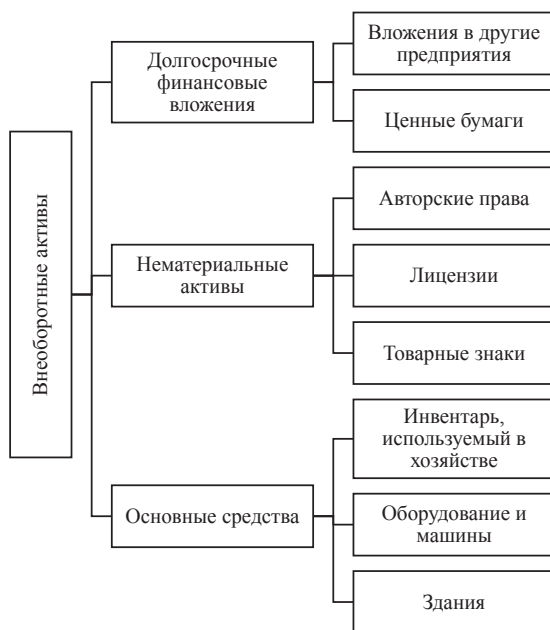 Внеоборотные активы
Долгосрочные
финансовые
вложения
Вложения в другие
предприятия
Ценные бумаги
Нематериальные
активы
Авторские права
Лицензии
Товарные знаки
Основные средства
Инвентарь,
используемый в
хозяйстве
Оборудование и
машины
Здания